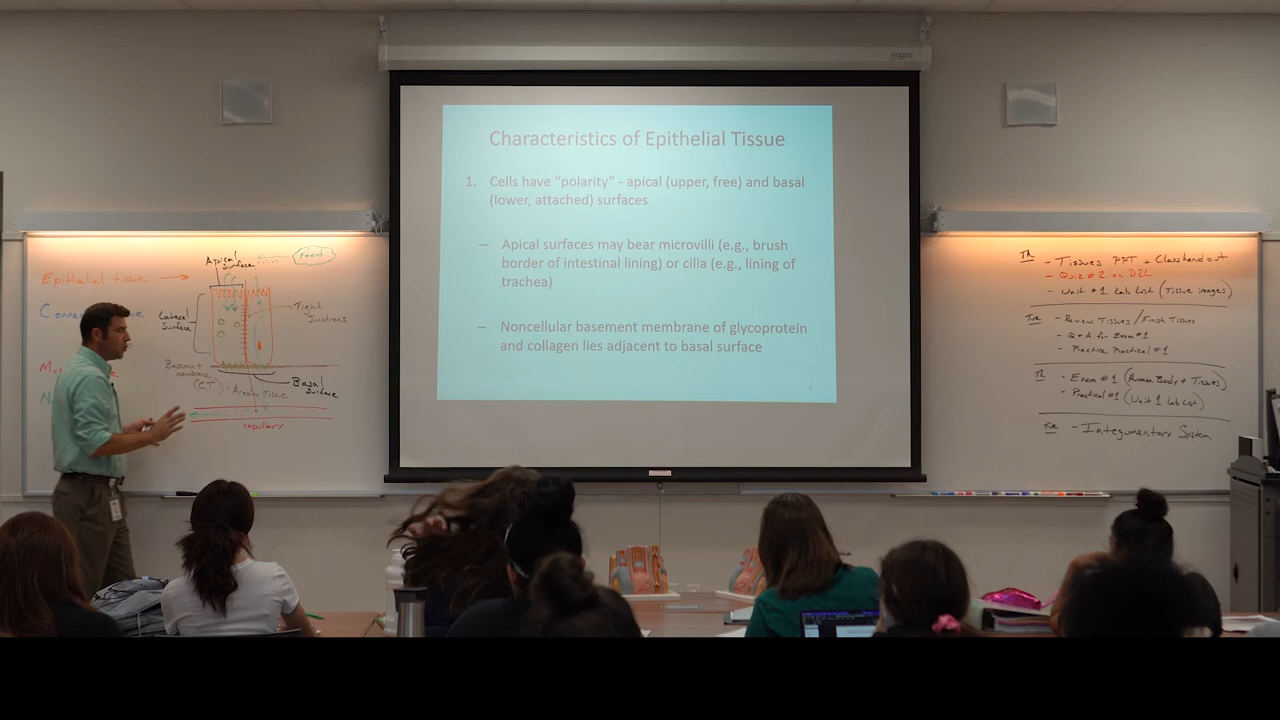 Characteristics of Epithelial Tissue
1. Cells have “polarity” - apical (upper, free) and basal
(lower, attached) surfaces
– Apical surfaces may bear microvilli (e.g., brush
border of intestinal lining) or cilia (e.g., lining of
trachea)
– Noncellular basement membrane of glycoprotein
and collagen lies adjacent to basal surface
Epithelial tissue
Apical
Surface
Food
Lateral
Surface
Tight
Junctions
membrane
(CT) - Areolar Tissue
Basal
Surface
Capillary
Th - Tissues PPT + Class handout
- Quiz #2 on D2L
- Unit #1 Lab List (Tissue images)
Tue - Review Tissues / Finish Tissues
- Q+A for Exam #1
- Practice Practical #1
Th - Exam #1 (Human Body + Tissues)
- Practical #1 (Unit 1 Lab List)
Tue - Integumentary System